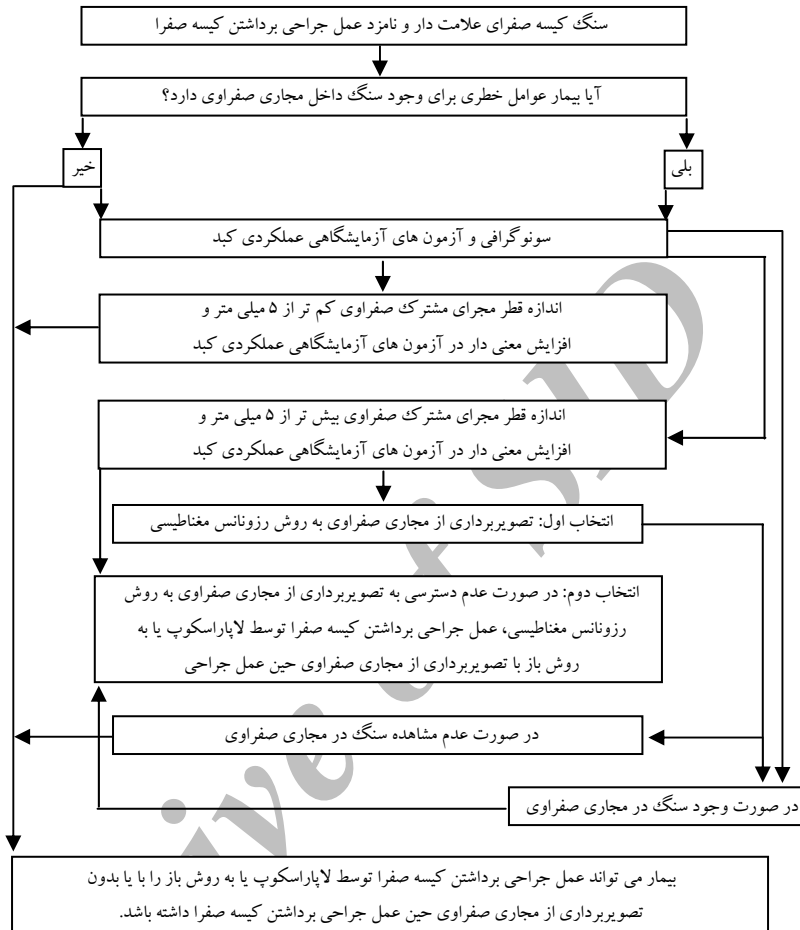 سنگ کیسه صفرای علامت دار و نامزد عمل جراحی برداشتن کیسه صفرا
آیا بیمار عوامل خطری برای وجود سنگ داخل مجاری صفراوی دارد؟
بلی
خیر
سونوگرافی و آزمون های آزمایشگاهی عملکردی کبد
اندازه قطر مجرای مشترک صفراوی کم تر از ۵ میلی متر و
افزایش معنی دار در آزمون های آزمایشگاهی عملکردی کبد
اندازه قطر مجرای مشترک صفراوی بیش تر از ۵ میلی متر و
افزایش معنی دار در آزمون های آزمایشگاهی عملکردی کبد
انتخاب اول: تصویربرداری از مجاری صفراوی به روش رزونانس مغناطیسی
انتخاب دوم: در صورت عدم دسترسی به تصویربرداری از مجاری صفراوی به روش
رزونانس مغناطیسی، عمل جراحی برداشتن کیسه صفرا توسط لاپاراسکوپ یا به
روش باز با تصویربرداری از مجاری صفراوی حین عمل جراحی
در صورت عدم مشاهده سنگ در مجاری صفراوی
در صورت وجود سنگ در مجاری صفراوی
بیمار می تواند عمل جراحی برداشتن کیسه صفرا توسط لاپاراسکوپ یا به روش باز را با یا بدون
تصویربرداری از مجاری صفراوی حین عمل جراحی برداشتن کیسه صفرا داشته باشد.